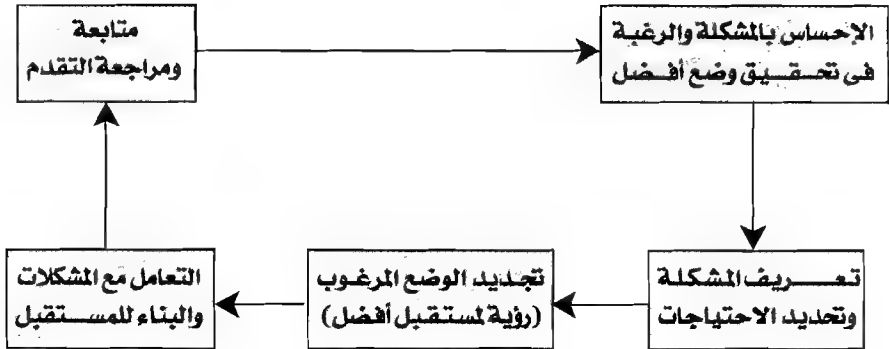 الإحساس بالمشكلة والرغبة
فى تحقيق وضع أفضل
متابعة
ومراجعة التقدم
تعريف المشكلة
وتحديد الاحتياجات
تجديد الوضع المرغوب
(رؤية لمستقبل أفضل)
التعامل مع المشكلات
والبناء للمستقبل